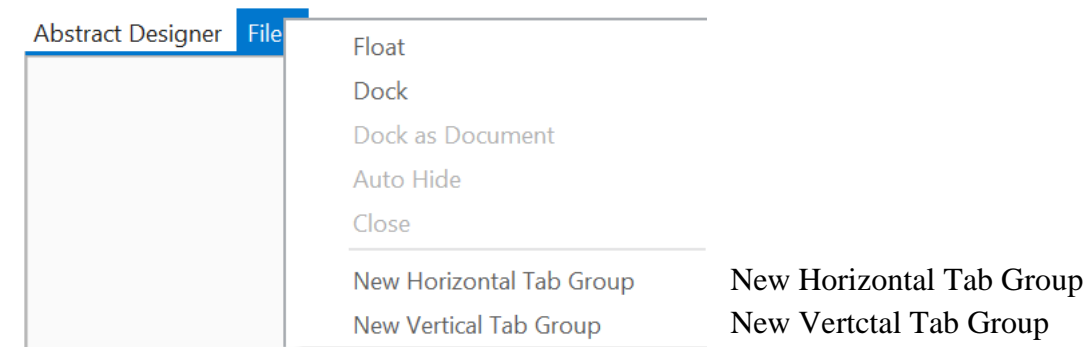 Abstract Designer File
Float
Dock
Dock as Document
Auto Hide
Close
New Horizontal Tab Group New Horizontal Tab Group
New Vertical Tab Group New Vertctal Tab Group